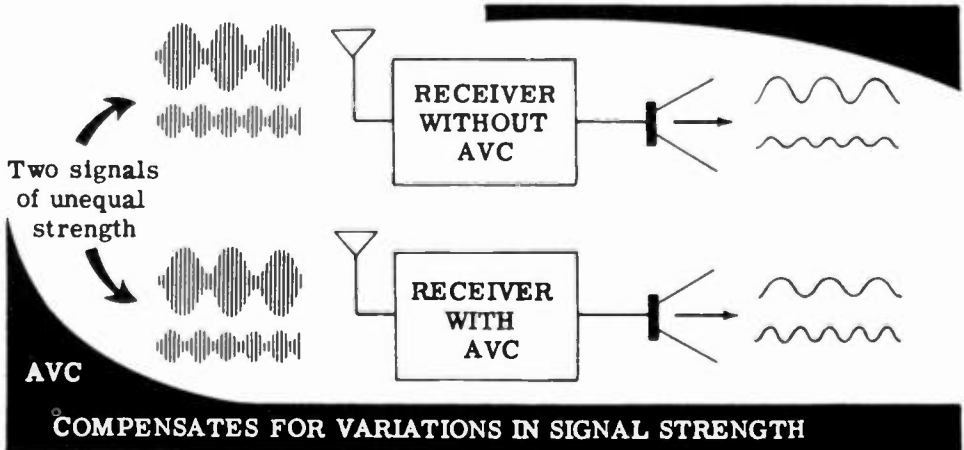 RECEIVER
WITHOUT
AVC
Two signals
of unequal
strength
RECEIVER
WITH
AVC
AVC
COMPENSATES FOR VARIATIONS IN SIGNAL STRENGTH